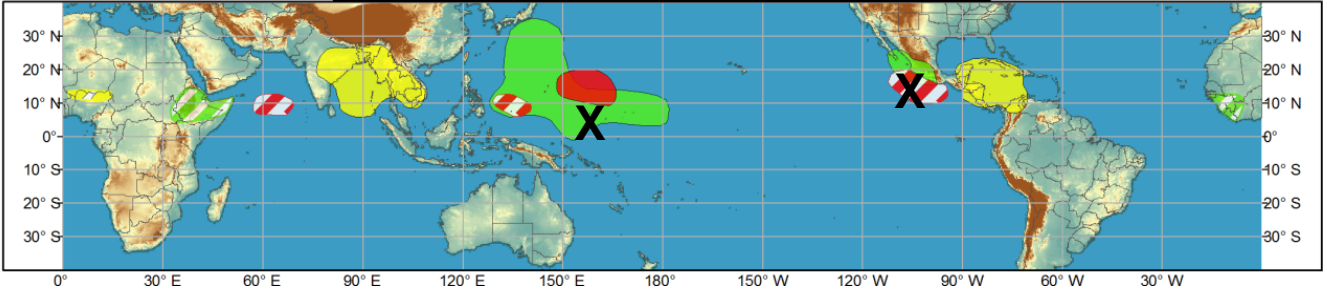 30° N 30° N
20° N 20° N
10° N 10° N
0° 0°
X X
10° S 10° S
20° S 20° S
30° S 30° S
0° 30° E 60° E 90° E 120° E 150° E 180° 150° W 120° W 90° W 60° W 30° W